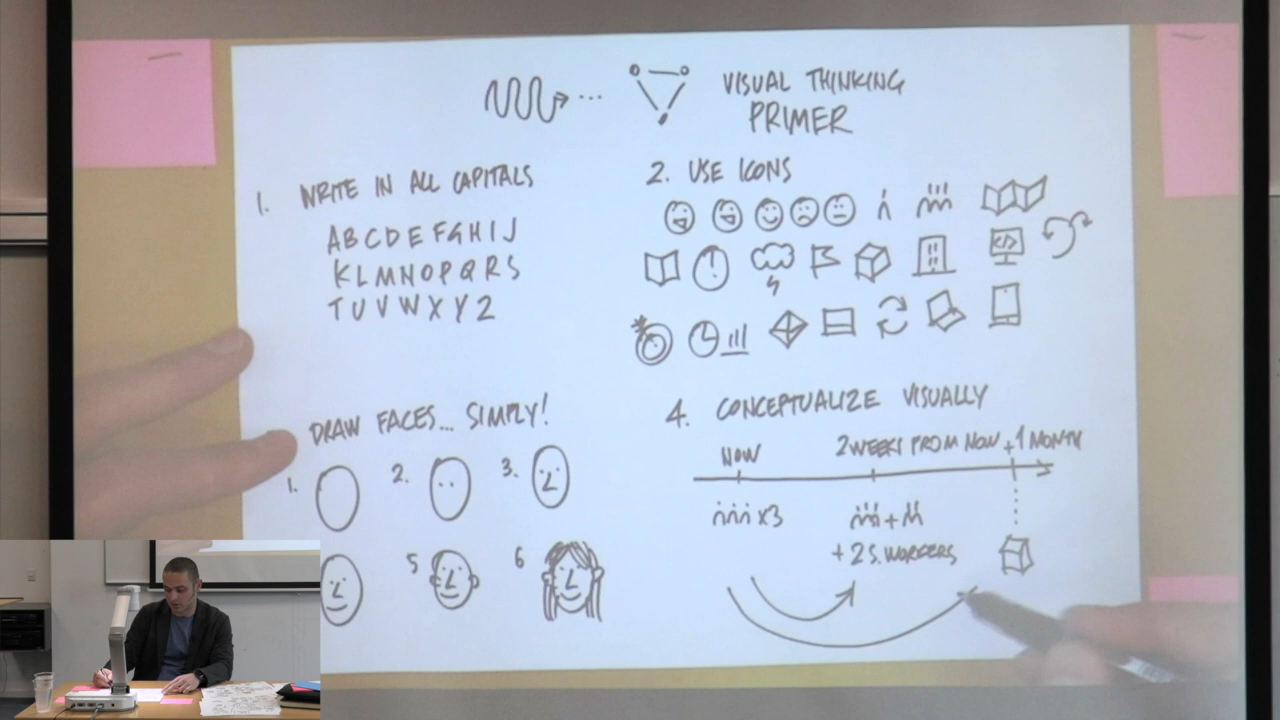 VISUAL THINKING
PRIMER
1. WRITE IN ALL CAPITALS
ABCDEFGHIJ
KLMNOPQRS
TUVWXYZ
2. USE ICONS
!
</>
DRAW FACES... SIMPLY!
1. 2. 3.
5 6
4. CONCEPTUALIZE VISUALLY
NOW 2 WEEKS FROM NOW +1 MONTH
x3 +
+ 2 S. WORKERS